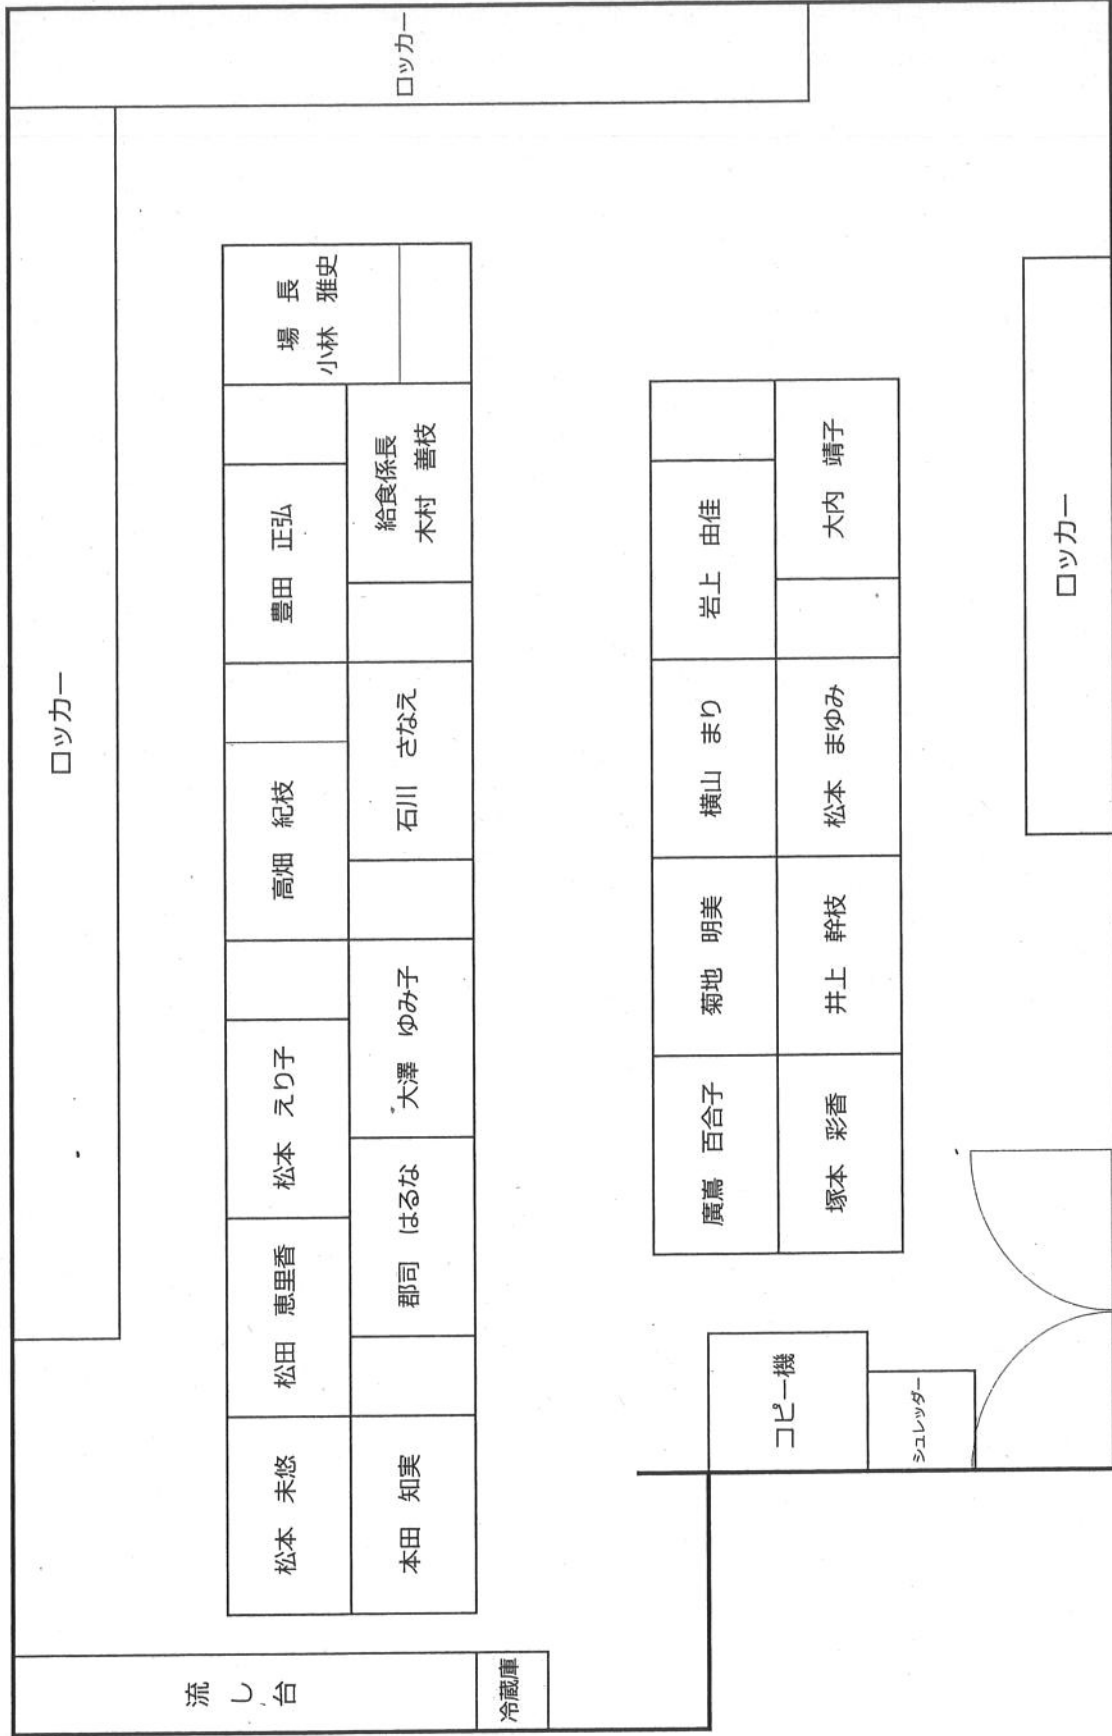 ロッカー
ロッカー
流し台
冷蔵庫
松本　未悠
松田　恵里香
松本　えり子
高畑　紀枝
豊田　正弘
場　長
小林　雅史
本田　知実
郡司　はるな
大澤　ゆみ子
石川　さなえ
給食係長
木村　善枝
廣嶌　百合子
菊地　明美
横山　まり
岩上　由佳
塚本　彩香
井上　幹枝
松本　まゆみ
大内　靖子
コピー機
シュレッダー
ロッカー